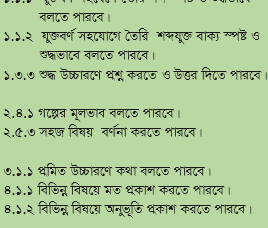 বলতে পারবে।
১.১.২ যুক্তবর্ণ সহযোগে তৈরি শব্দযুক্ত বাক্য স্পষ্ট ও
শুদ্ধভাবে বলতে পারবে।
১.৩.৩ শুদ্ধ উচ্চারণে প্রশ্ন করতে ও উত্তর দিতে পারবে।
২.৪.১ গল্পের মূলভাব বলতে পারবে।
২.৫.৩ সহজ বিষয় বর্ণনা করতে পারবে।
৩.১.১ প্রমিত উচ্চারণে কথা বলতে পারবে।
৪.১.১ বিভিন্ন বিষয়ে মত প্রকাশ করতে পারবে।
৪.১.২ বিভিন্ন বিষয়ে অনুভূতি প্রকাশ করতে পারবে।